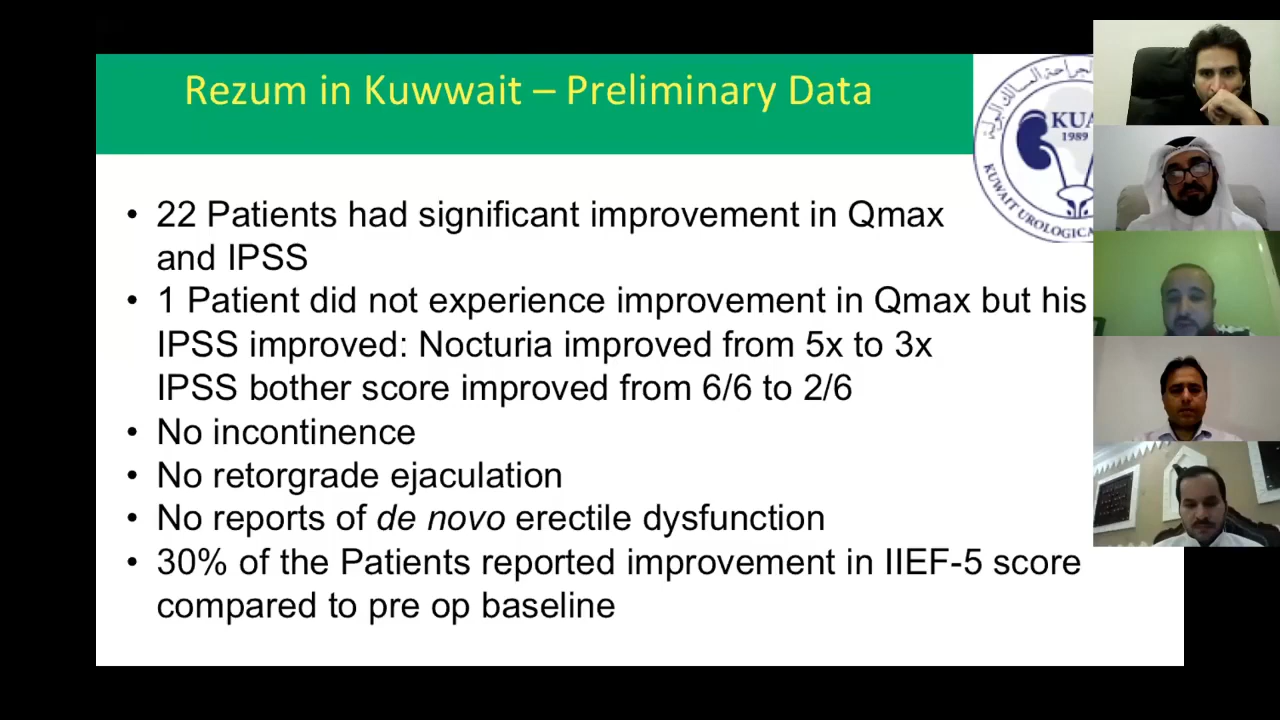 Rezum in Kuwwait – Preliminary Data
KUA
1989
KUWAIT UROLOGICA
• 22 Patients had significant improvement in Qmax
and IPSS
• 1 Patient did not experience improvement in Qmax but his
IPSS improved: Nocturia improved from 5x to 3x
IPSS bother score improved from 6/6 to 2/6
• No incontinence
• No retorgrade ejaculation
• No reports of de novo erectile dysfunction
• 30% of the Patients reported improvement in IIEF-5 score
compared to pre op baseline